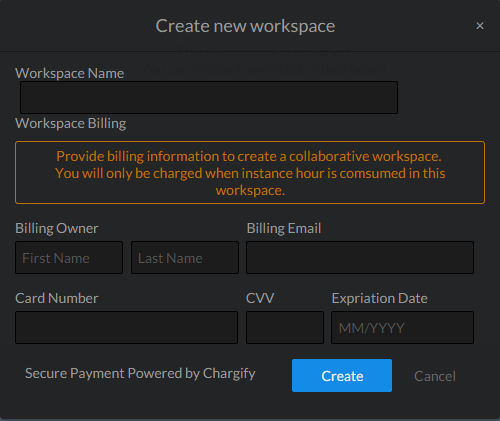 Create new workspace ×
Workspace Name
Workspace Billing
Provide billing information to create a collaborative workspace.
You will only be charged when instance hour is comsumed in this
workspace.
Billing Owner Billing Email
First Name Last Name
Card Number CVV Expriation Date
MM/YYYY
Secure Payment Powered by Chargify Create Cancel